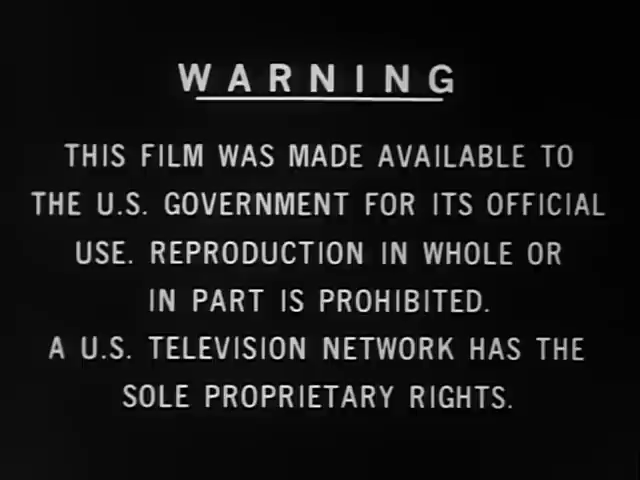 WARNING
THIS FILM WAS MADE AVAILABLE TO
THE U.S. GOVERNMENT FOR ITS OFFICIAL
USE. REPRODUCTION IN WHOLE OR
IN PART IS PROHIBITED.
A U.S. TELEVISION NETWORK HAS THE
SOLE PROPRIETARY RIGHTS.